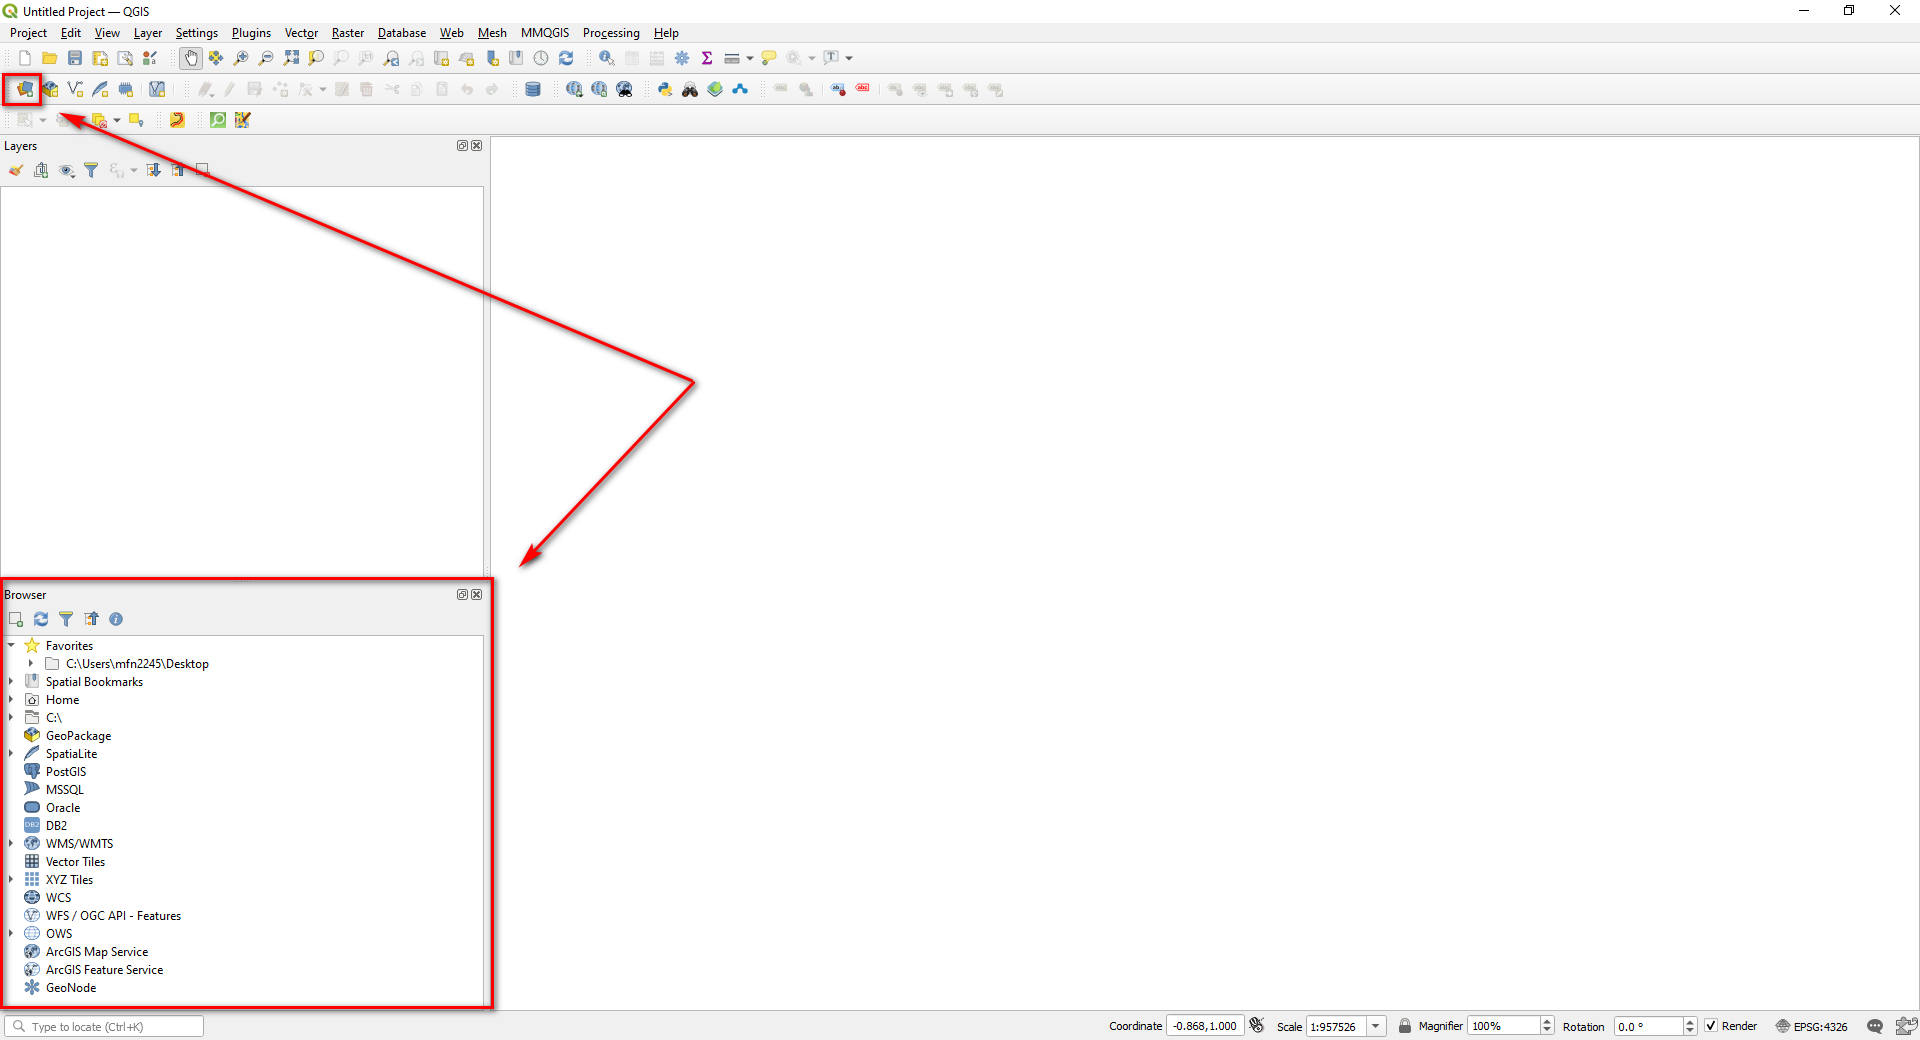 Untitled Project — QGIS
Project Edit View Layer Settings Plugins Vector Raster Database Web Mesh MMQGIS Processing Help
Layers
Browser
Favorites
C:\Users\mfn2245\Desktop
Spatial Bookmarks
Home
C:\
GeoPackage
SpatiaLite
PostGIS
MSSQL
Oracle
DB2
DB2
WMS/WMTS
Vector Tiles
XYZ Tiles
WCS
WFS / OGC API - Features
OWS
ArcGIS Map Service
ArcGIS Feature Service
GeoNode
Type to locate (Ctrl+K) Coordinate -0.868,1.000 Scale 1:957526 Magnifier 100% Rotation 0.0 ° Render EPSG:4326